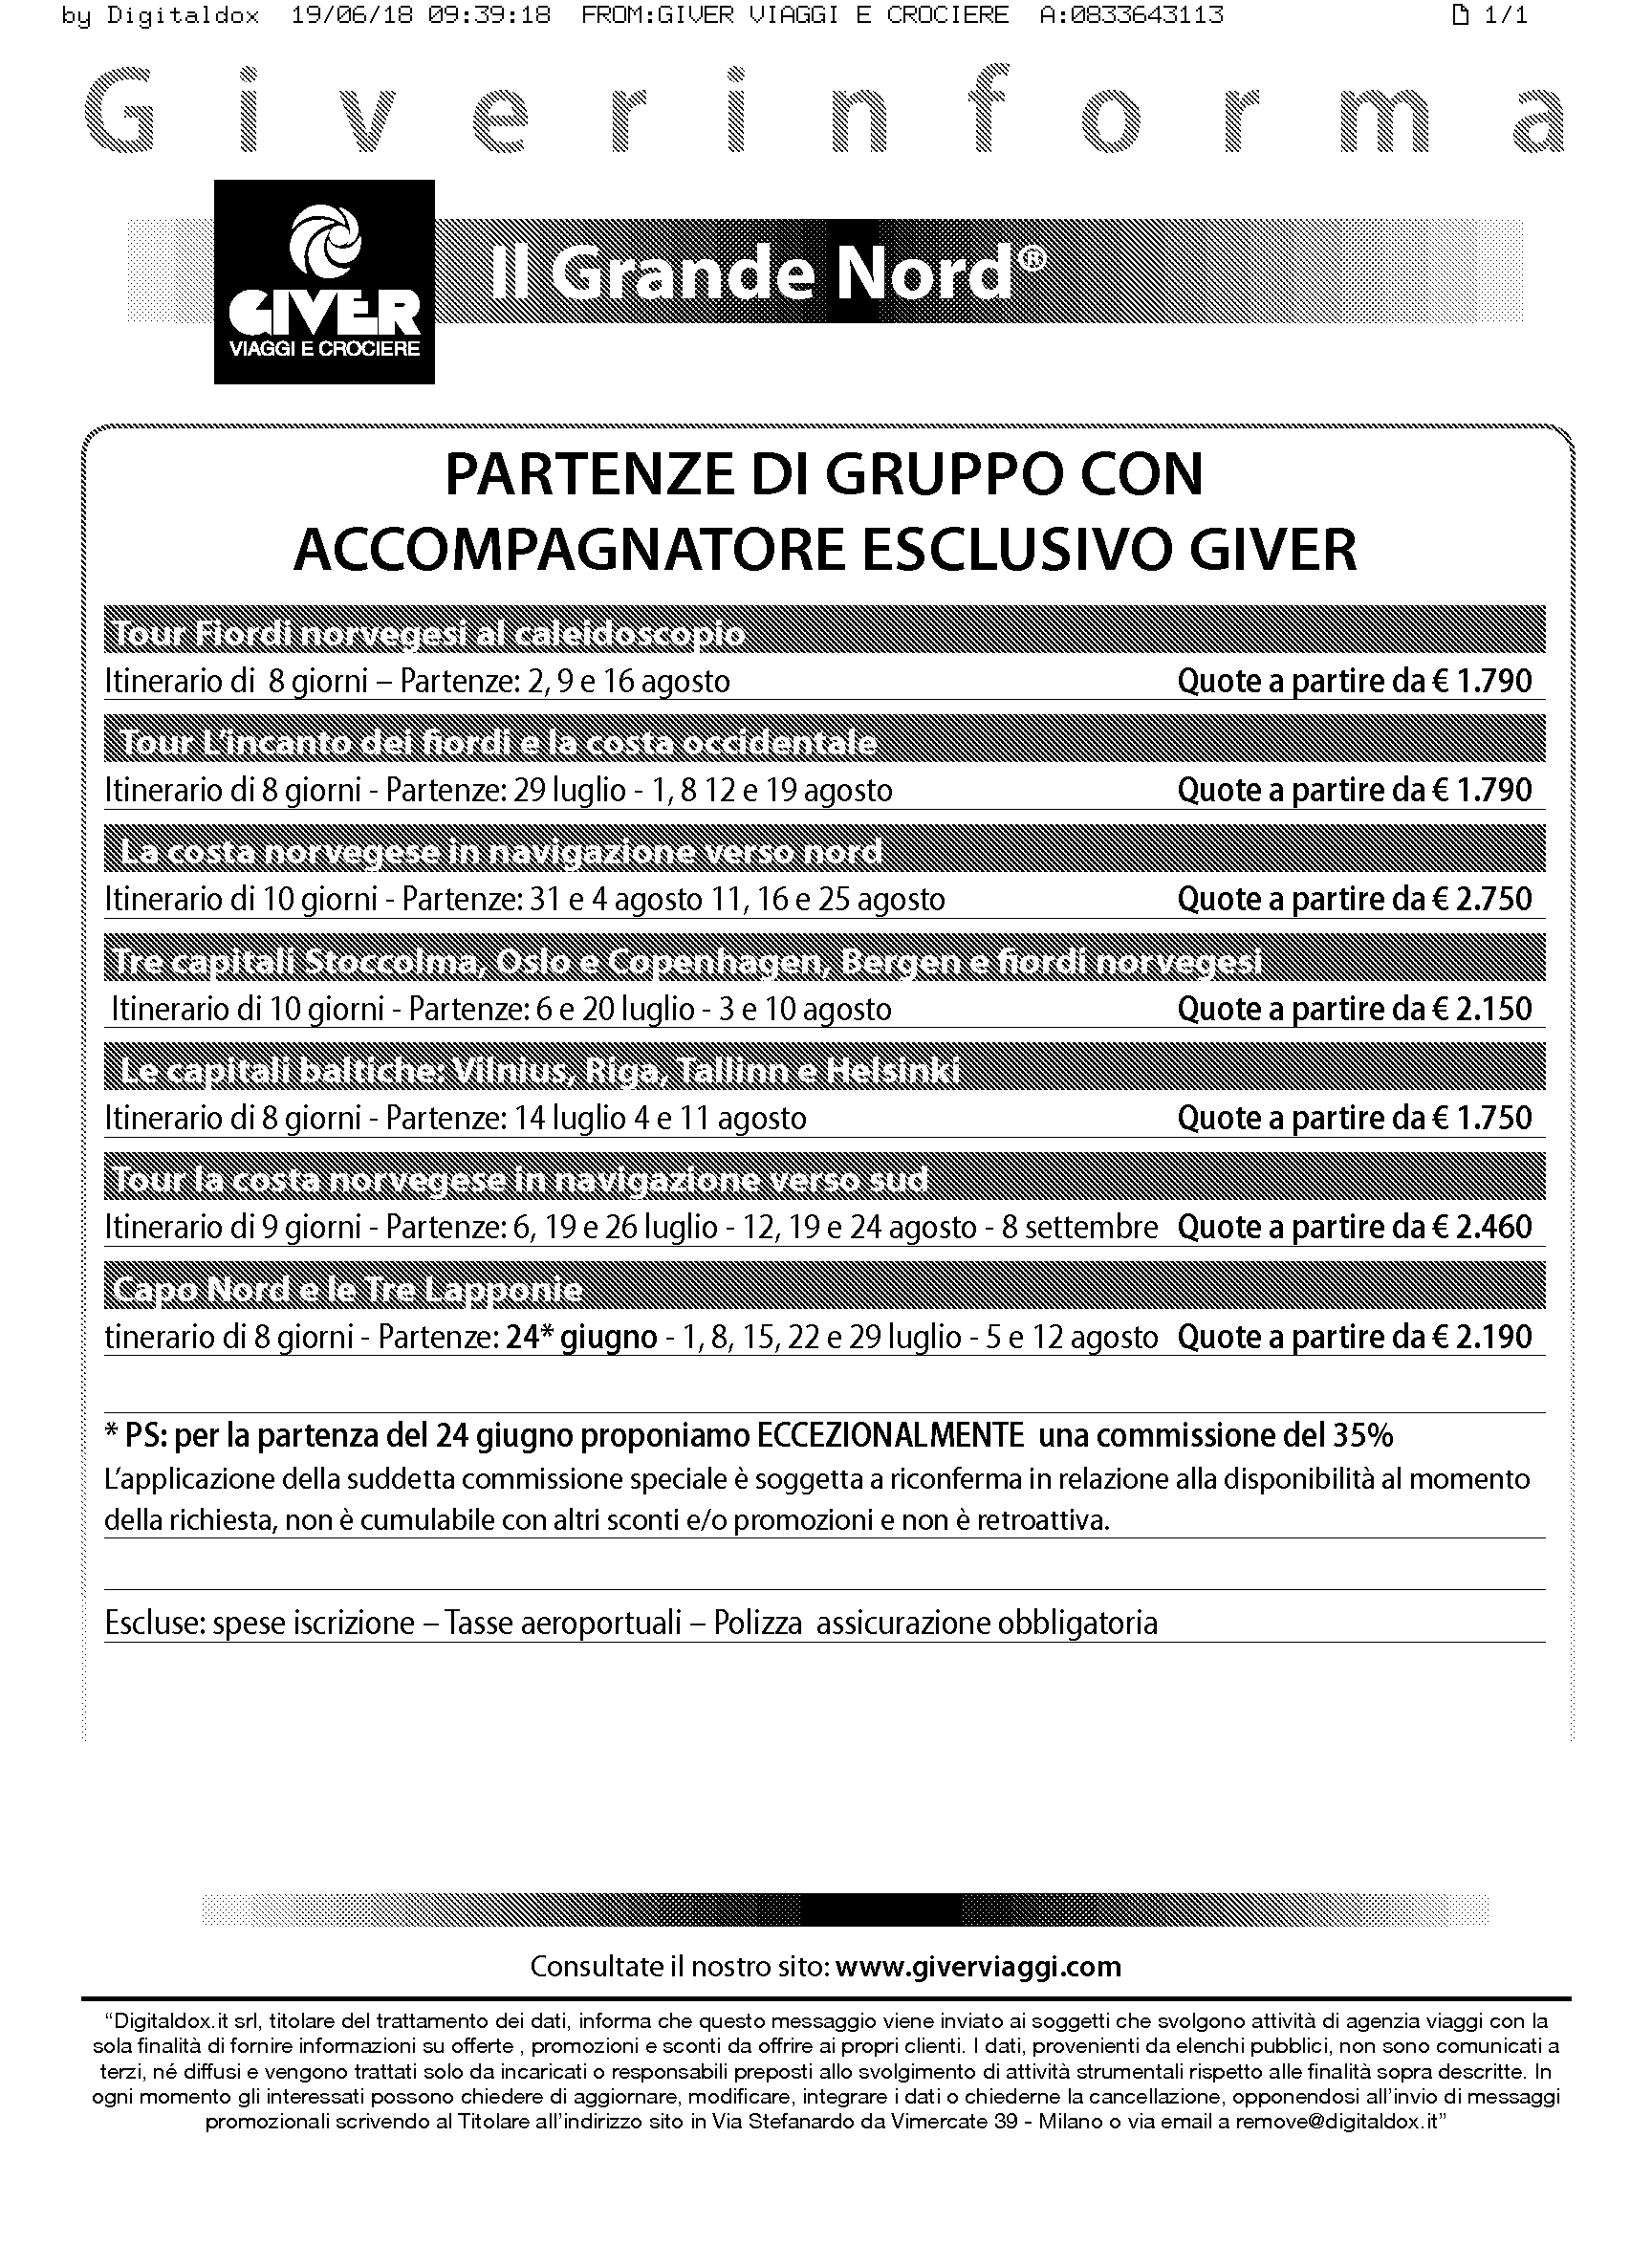 by Digitaldox 19/06/18 09:39:18 FROM:GIVER VIAGGI E CROCIERE A:0833643113 1/1
Giverinforma
Il Grande Nord®
GIVER
VIAGGI E CROCIERE
PARTENZE DI GRUPPO CON
ACCOMPAGNATORE ESCLUSIVO GIVER
Tour Fiordi norvegesi al caleidoscopio
Itinerario di 8 giorni – Partenze: 2, 9 e 16 agosto Quote a partire da € 1.790
Tour L'incanto dei fiordi e la costa occidentale
Itinerario di 8 giorni - Partenze: 29 luglio - 1, 8 12 e 19 agosto Quote a partire da € 1.790
La costa norvegese in navigazione verso nord
Itinerario di 10 giorni - Partenze: 31 e 4 agosto 11, 16 e 25 agosto Quote a partire da € 2.750
Tre capitali Stoccolma, Oslo e Copenhagen, Bergen e fiordi norvegesi
Itinerario di 10 giorni - Partenze: 6 e 20 luglio - 3 e 10 agosto Quote a partire da € 2.150
Le capitali baltiche: Vilnius, Riga, Tallinn e Helsinki
Itinerario di 8 giorni - Partenze: 14 luglio 4 e 11 agosto Quote a partire da € 1.750
Tour la costa norvegese in navigazione verso sud
Itinerario di 9 giorni - Partenze: 6, 19 e 26 luglio - 12, 19 e 24 agosto - 8 settembre Quote a partire da € 2.460
Capo Nord e le Tre Lapponie
tinerario di 8 giorni - Partenze: 24* giugno - 1, 8, 15, 22 e 29 luglio - 5 e 12 agosto Quote a partire da € 2.190
* PS: per la partenza del 24 giugno proponiamo ECCEZIONALMENTE una commissione del 35%
L'applicazione della suddetta commissione speciale è soggetta a riconferma in relazione alla disponibilità al momento
della richiesta, non è cumulabile con altri sconti e/o promozioni e non è retroattiva.
Escluse: spese iscrizione – Tasse aeroportuali – Polizza assicurazione obbligatoria
Consultate il nostro sito: www.giverviaggi.com
“Digitaldox.it srl, titolare del trattamento dei dati, informa che questo messaggio viene inviato ai soggetti che svolgono attività di agenzia viaggi con la
sola finalità di fornire informazioni su offerte , promozioni e sconti da offrire ai propri clienti. I dati, provenienti da elenchi pubblici, non sono comunicati a
terzi, né diffusi e vengono trattati solo da incaricati o responsabili preposti allo svolgimento di attività strumentali rispetto alle finalità sopra descritte. In
ogni momento gli interessati possono chiedere di aggiornare, modificare, integrare i dati o chiederne la cancellazione, opponendosi all'invio di messaggi
promozionali scrivendo al Titolare all'indirizzo sito in Via Stefanardo da Vimercate 39 - Milano o via email a remove@digitaldox.it”